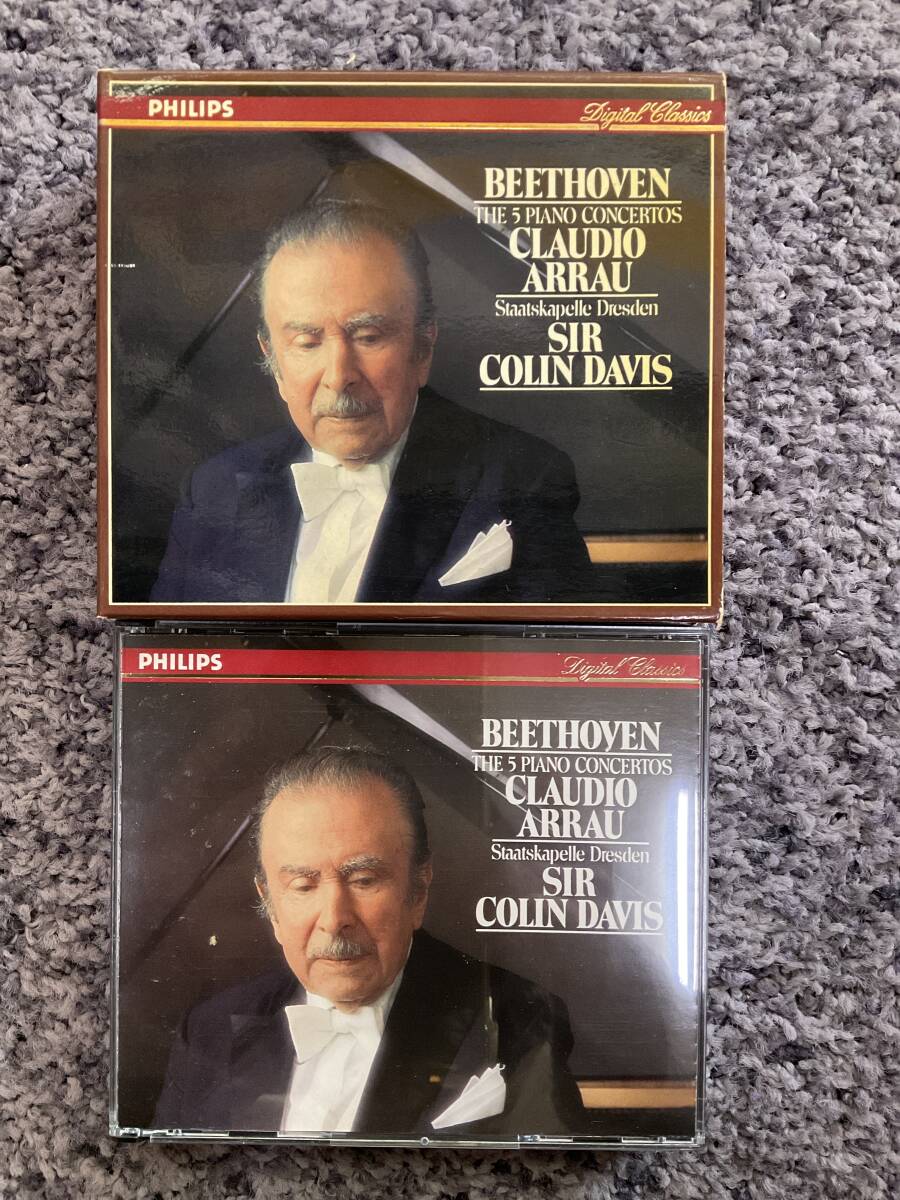 PHILIPS
Digital Classics
BEETHOVEN
THE 5 PIANO CONCERTOS
CLAUDIO
ARRAU
Staatskapelle Dresden
SIR
COLIN DAVIS
PHILIPS
Digital Classics
BEETHOVEN
THE 5 PIANO CONCERTOS
CLAUDIO
ARRAU
Staatskapelle Dresden
SIR
COLIN DAVIS